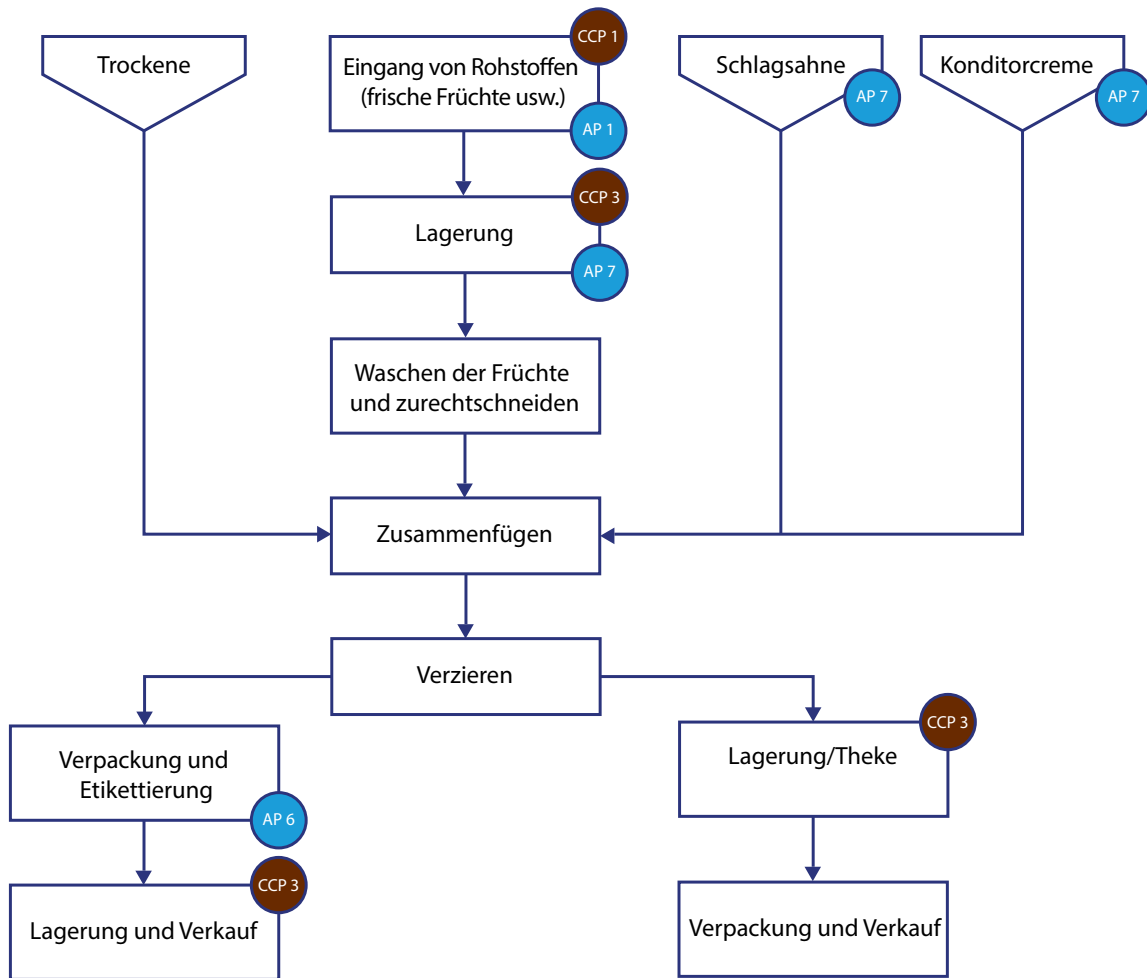 Trockene
CCP 1
Eingang von Rohstoffen
(frische Früchte usw.)
AP 1
Schlagsahne
AP 7
Konditorcreme
AP 7
CCP 3
Lagerung
AP 7
Waschen der Früchte
und zurechtschneiden
Zusammenfügen
Verzieren
Verpackung und
Etikettierung
AP 6
CCP 3
Lagerung/Theke
CCP 3
Lagerung und Verkauf
Verpackung und Verkauf